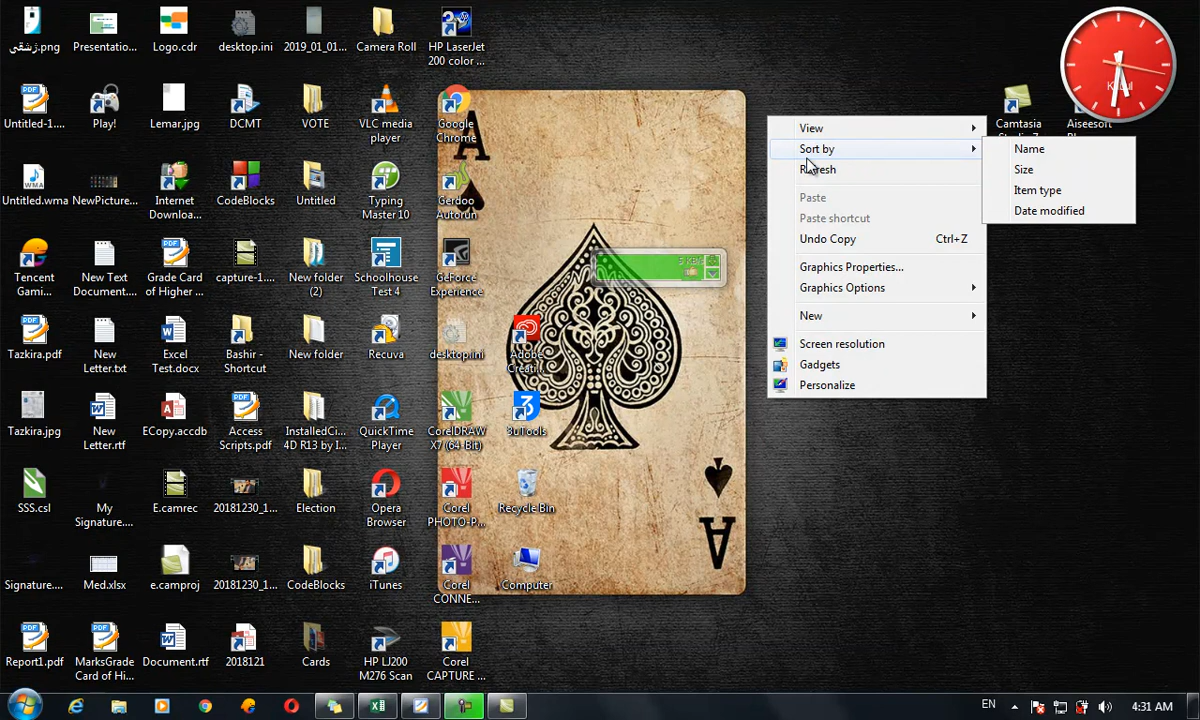 ژشقی.png
Presentatio...
Logo.cdr
desktop.ini
2019_01_01...
Camera Roll
HP LaserJet
200 color ...
Untitled-1....
Play!
Lemar.jpg
DCMT
VOTE
VLC media
player
Google
Chrome
Camtasia
Untitled.wma
NewPicture...
Internet
Downloa...
CodeBlocks
Untitled
Typing
Master 10
Gerdoo
Autorun
Tencent
Gami...
New Text
Document....
Grade Card
of Higher ...
capture-1....
New folder
(2)
Schoolhouse
Test 4
GeForce
Experience
Tazkira.pdf
New
Letter.txt
Excel
Test.docx
Bashir -
Shortcut
New folder
Recuva
desktop.ini
Adobe
Creati...
Tazkira.jpg
New
Letter.rtf
ECopy.accdb
Access
Scripts.pdf
InstalledCi...
4D R13 by I...
QuickTime
Player
CorelDRAW
X7 (64-Bit)
3uTools
SSS.csl
My
Signature....
E.camrec
20181230_1...
Election
Opera
Browser
Corel
PHOTO-P...
Recycle Bin
Signature....
Med.xlsx
e.camproj
20181230_1...
CodeBlocks
iTunes
Corel
CONNE...
Computer
Report1.pdf
MarksGrade
Card of Hi...
Document.rtf
2018121
Cards
HP LJ200
M276 Scan
Corel
CAPTURE ...
A
A
View
Sort by
Refresh
Paste
Paste shortcut
Undo Copy Ctrl+Z
Graphics Properties...
Graphics Options
New
Screen resolution
Gadgets
Personalize
Name
Size
Item type
Date modified
EN
4:31 AM